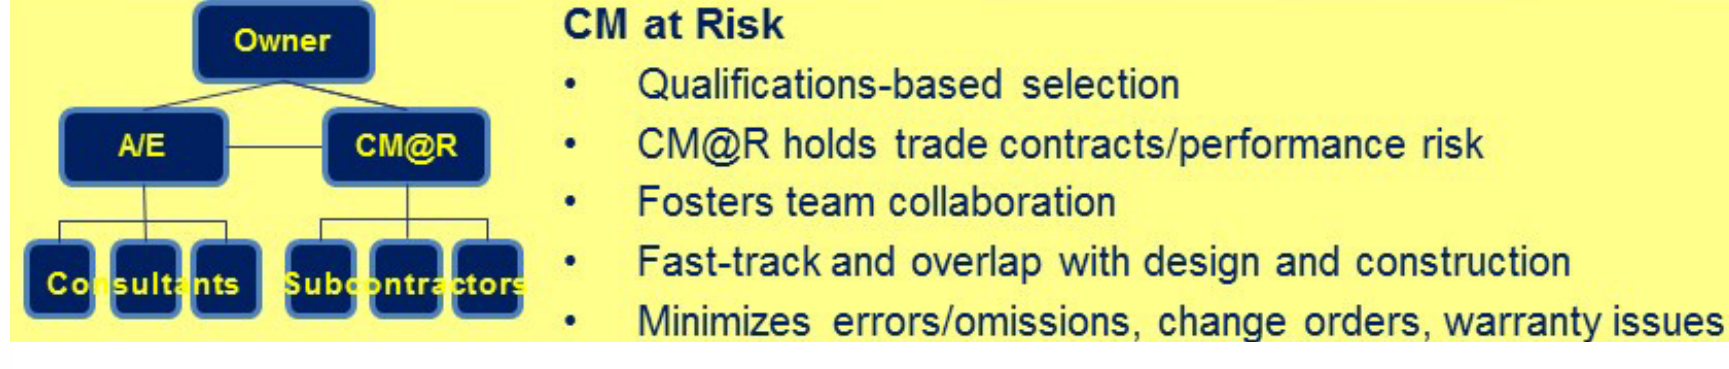 Owner
A/E
CM@R
Consultants
Subcontractors
CM at Risk
• Qualifications-based selection
• CM@R holds trade contracts/performance risk
• Fosters team collaboration
• Fast-track and overlap with design and construction
• Minimizes errors/omissions, change orders, warranty issues